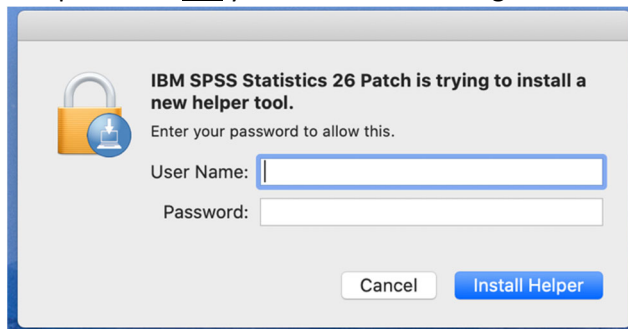 IBM SPSS Statistics 26 Patch is trying to install a
new helper tool.
Enter your password to allow this.
User Name:
Password:
Cancel
Install Helper